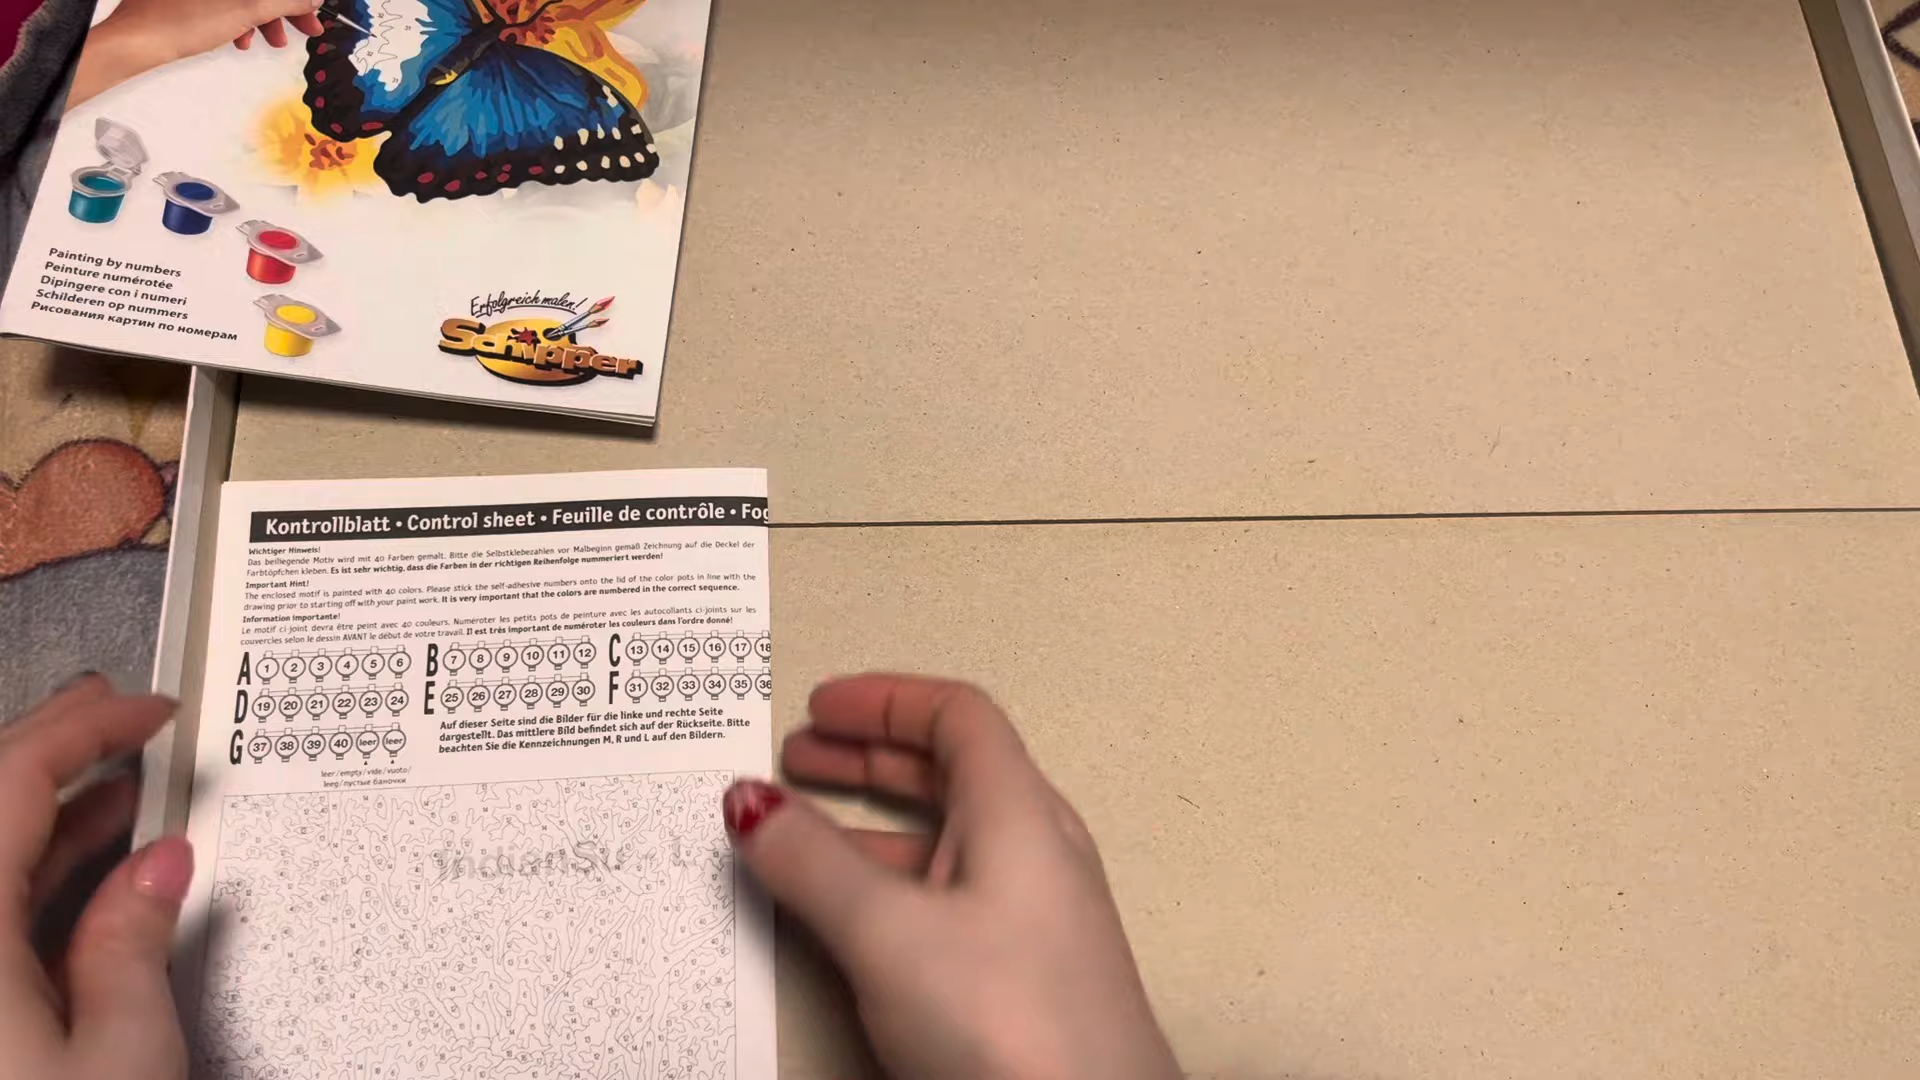 Painting by numbers
Peinture numérotée
Dipingere con i numeri
Schilderen op nummers
Рисования картин по номерам
Erfolgreich malen!
Schipper
Kontrollblatt • Control sheet • Feuille de contrôle • Fog
Wichtiger Hinweis!
Das beiliegende Motiv wird mit 40 Farben gemalt. Bitte die Selbstklebezahlen vor Malbeginn gemäß Zeichnung auf die Deckel der
Farbtöpfchen kleben. Es ist sehr wichtig, dass die Farben in der richtigen Reihenfolge nummeriert werden!
Important Hint!
The enclosed motif is painted with 40 colors. Please stick the self-adhesive numbers onto the lid of the color pots in line with the
drawing prior to starting off with your paint work. It is very important that the colors are numbered in the correct sequence.
Information importante!
Le motif ci-joint devra être peint avec 40 couleurs. Numéroter les petits pots de peinture avec les autocollants ci-joints sur les
couvercles selon le dessin AVANT le début de votre travail. Il est très important de numéroter les couleurs dans l'ordre donné!
A 1 2 3 4 5 6 B 7 8 9 10 11 12 C 13 14 15 16 17 18
D 19 20 21 22 23 24 E 25 26 27 28 29 30 F 31 32 33 34 35 36
G 37 38 39 40 leer leer
Auf dieser Seite sind die Bilder für die linke und rechte Seite
dargestellt. Das mittlere Bild befindet sich auf der Rückseite. Bitte
beachten Sie die Kennzeichnungen M, R und L auf den Bildern.
leer/empty/vide/vuoto/
leeg/пустые баночки